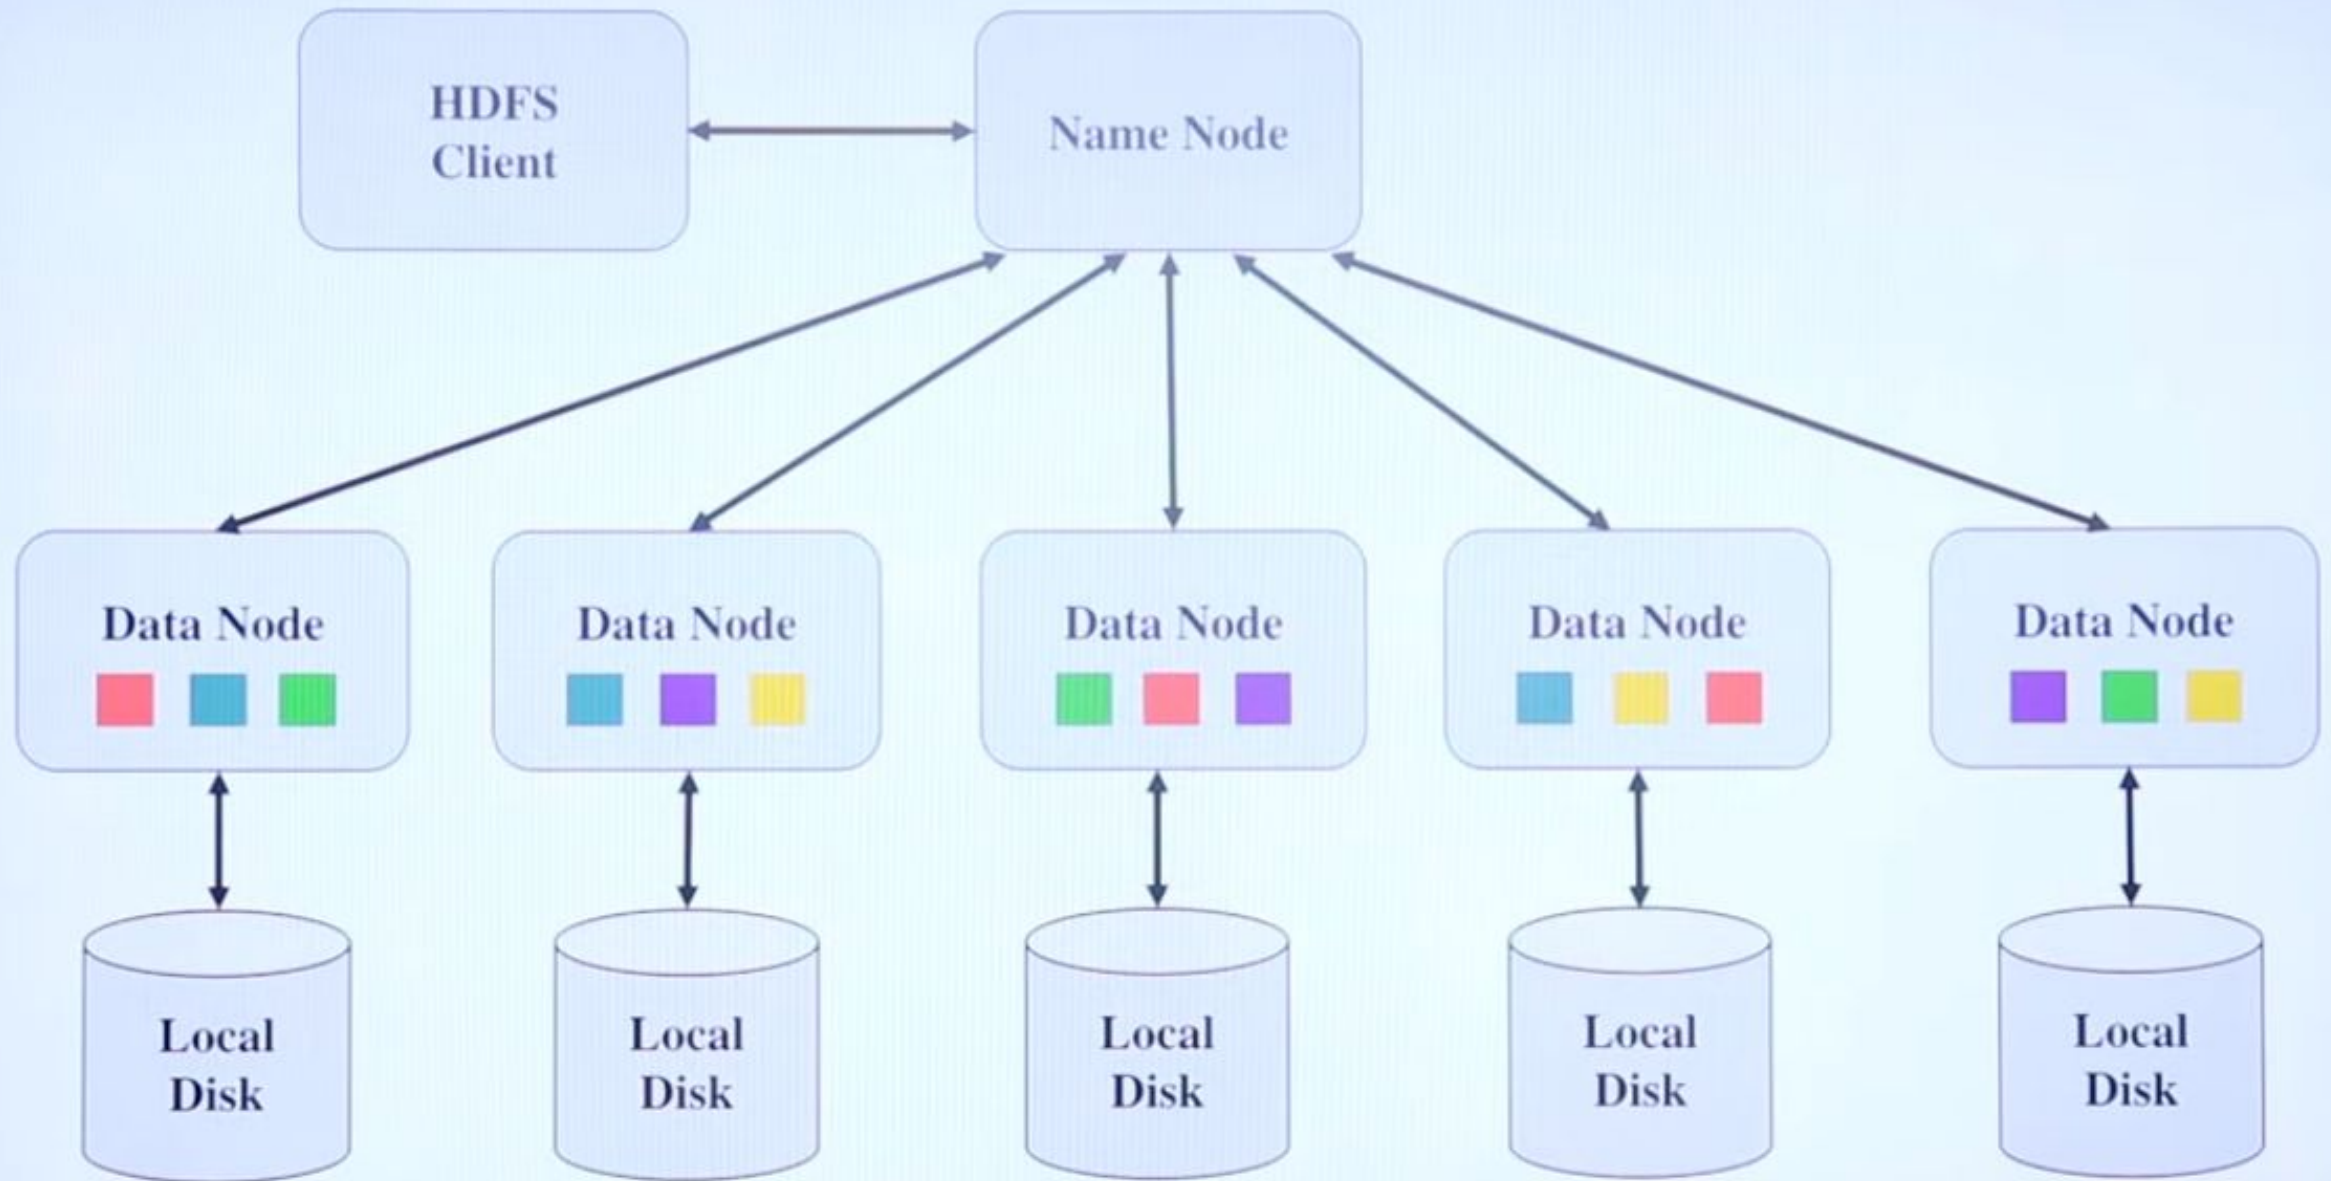 HDFS
Client
Name Node
Data Node
Data Node
Data Node
Data Node
Data Node
Local
Disk
Local
Disk
Local
Disk
Local
Disk
Local
Disk